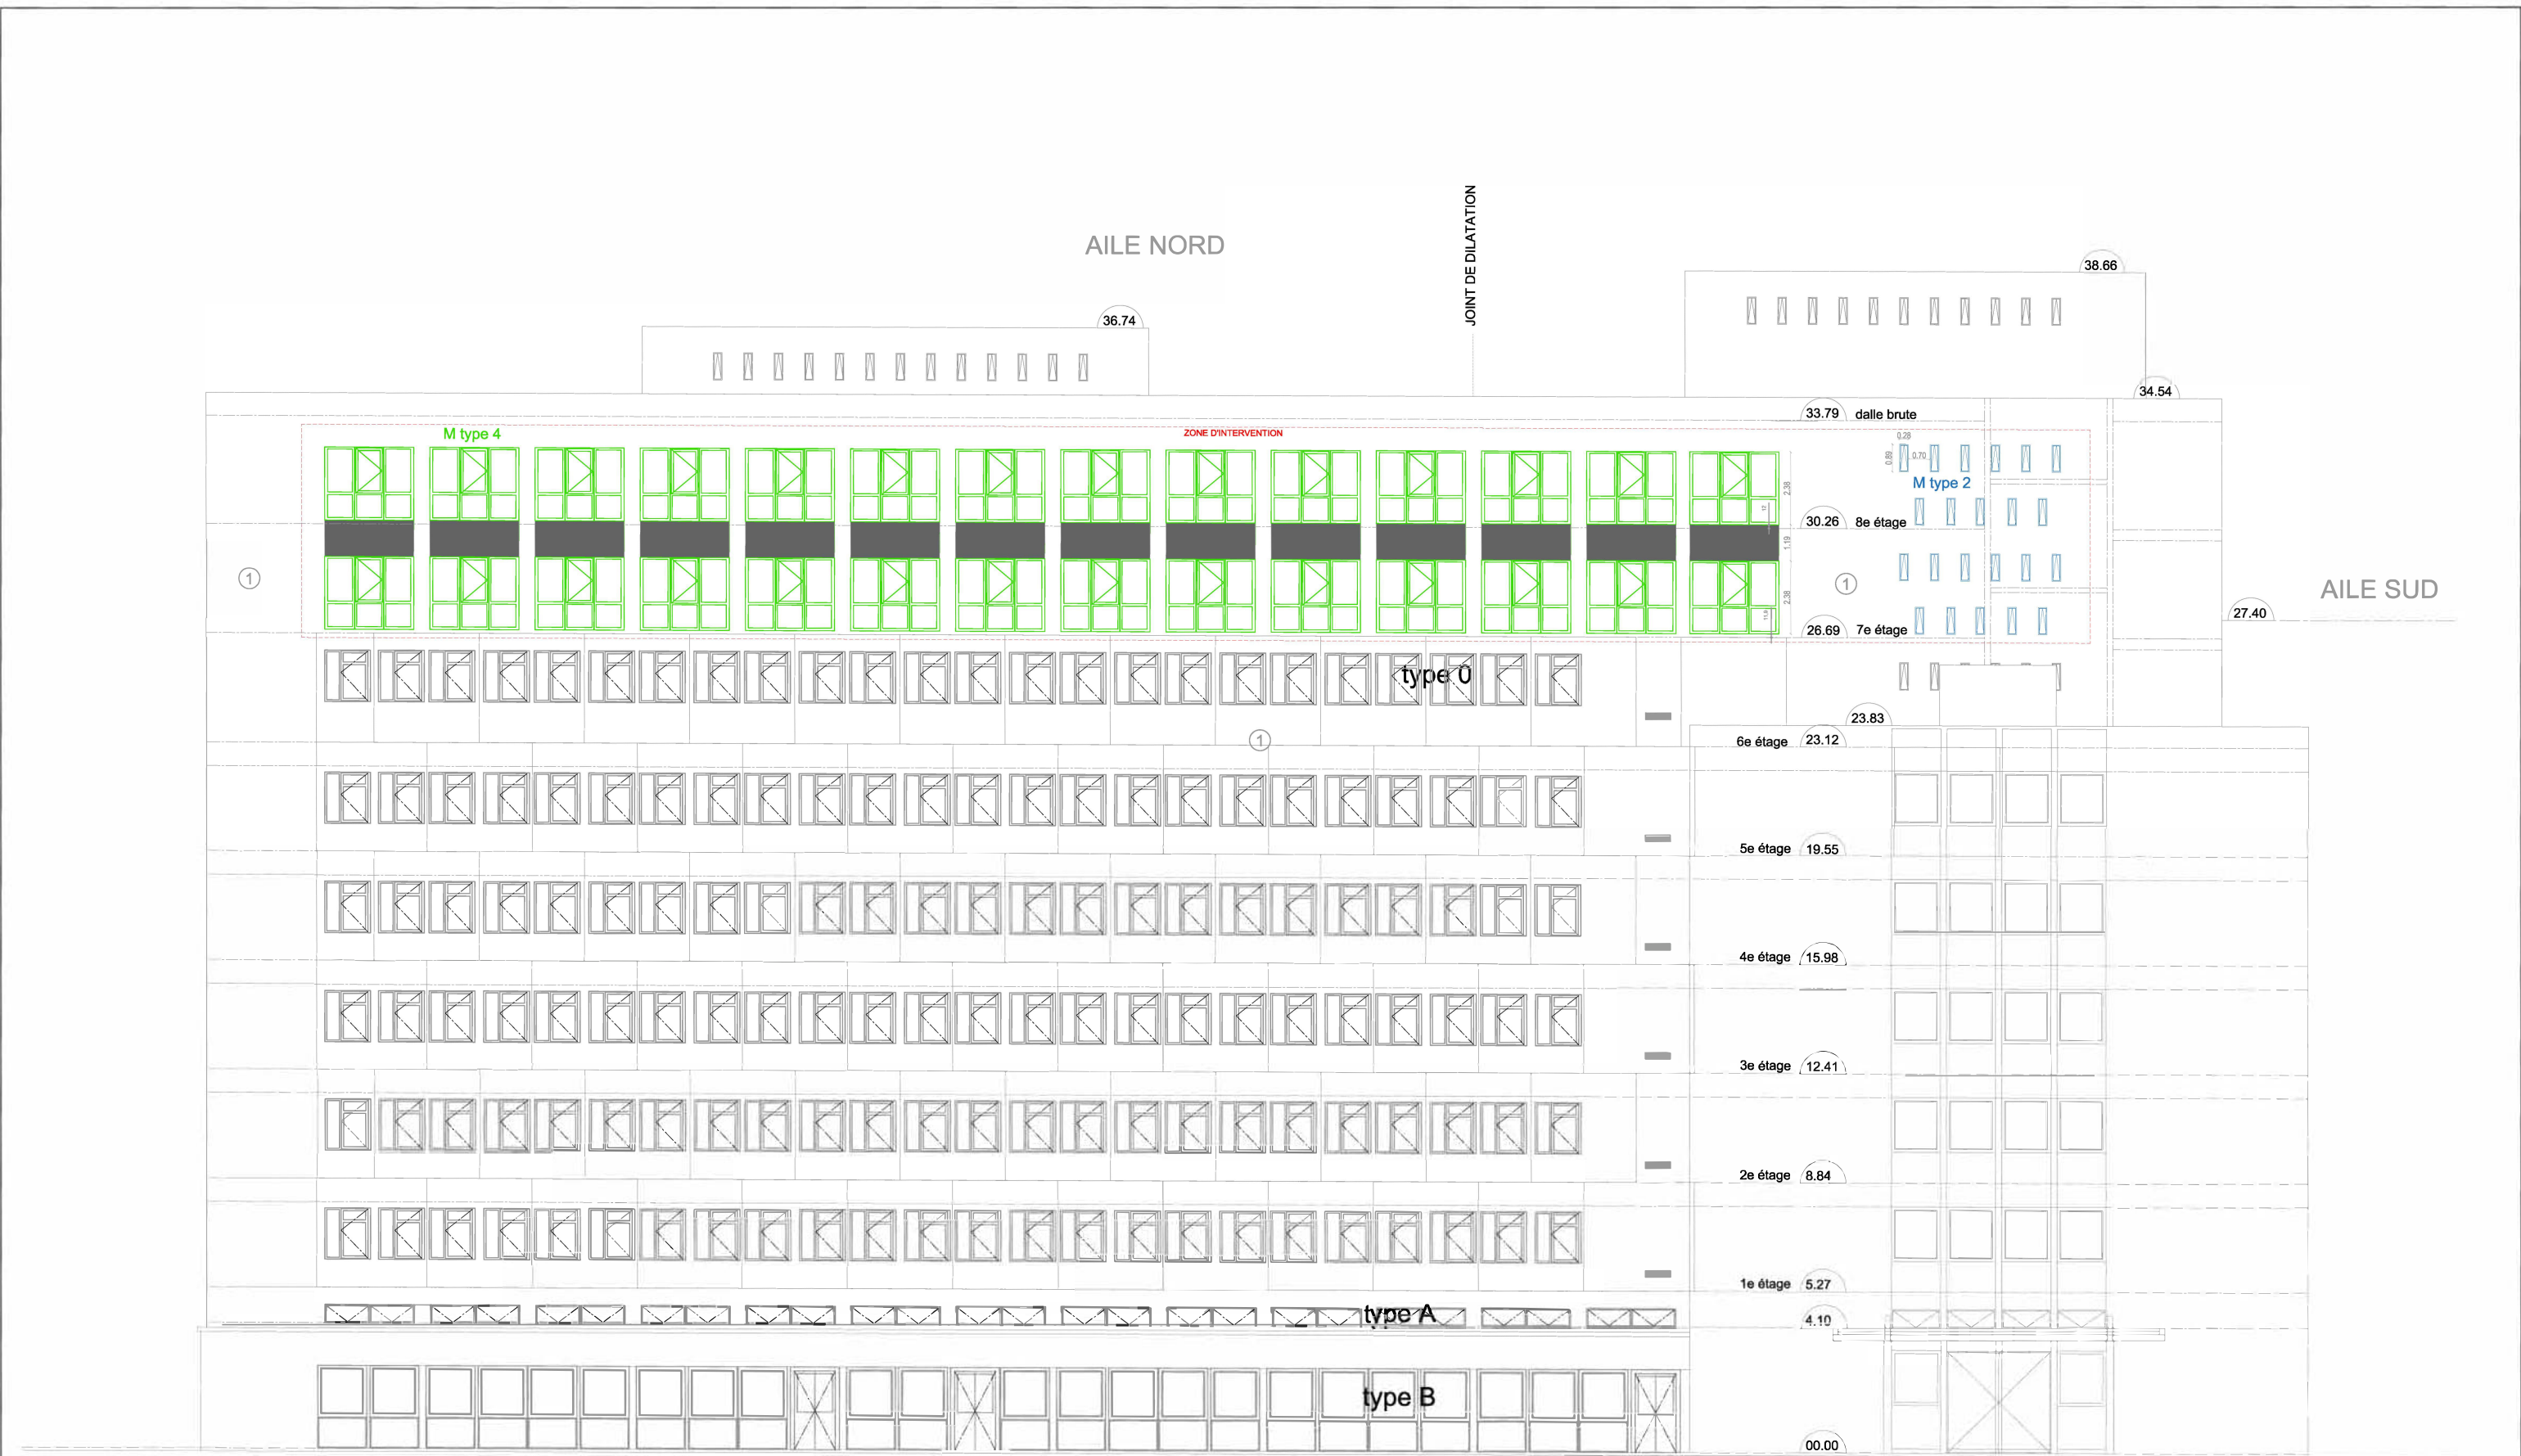 JOINT DE DILATATION
AILE NORD
38.66
36.74
34.54
33.79 dalle brute
M type 4
ZONE D'INTERVENTION
0.28
0.89
0.70
M type 2
2.38
12
30.26 8e étage
1.19
1
1
2.38
AILE SUD
27.40
26.69 7e étage
type 0
23.83
1
6e étage 23.12
5e étage 19.55
4e étage 15.98
3e étage 12.41
2e étage 8.84
1e étage 5.27
type A
4.10
type B
00.00